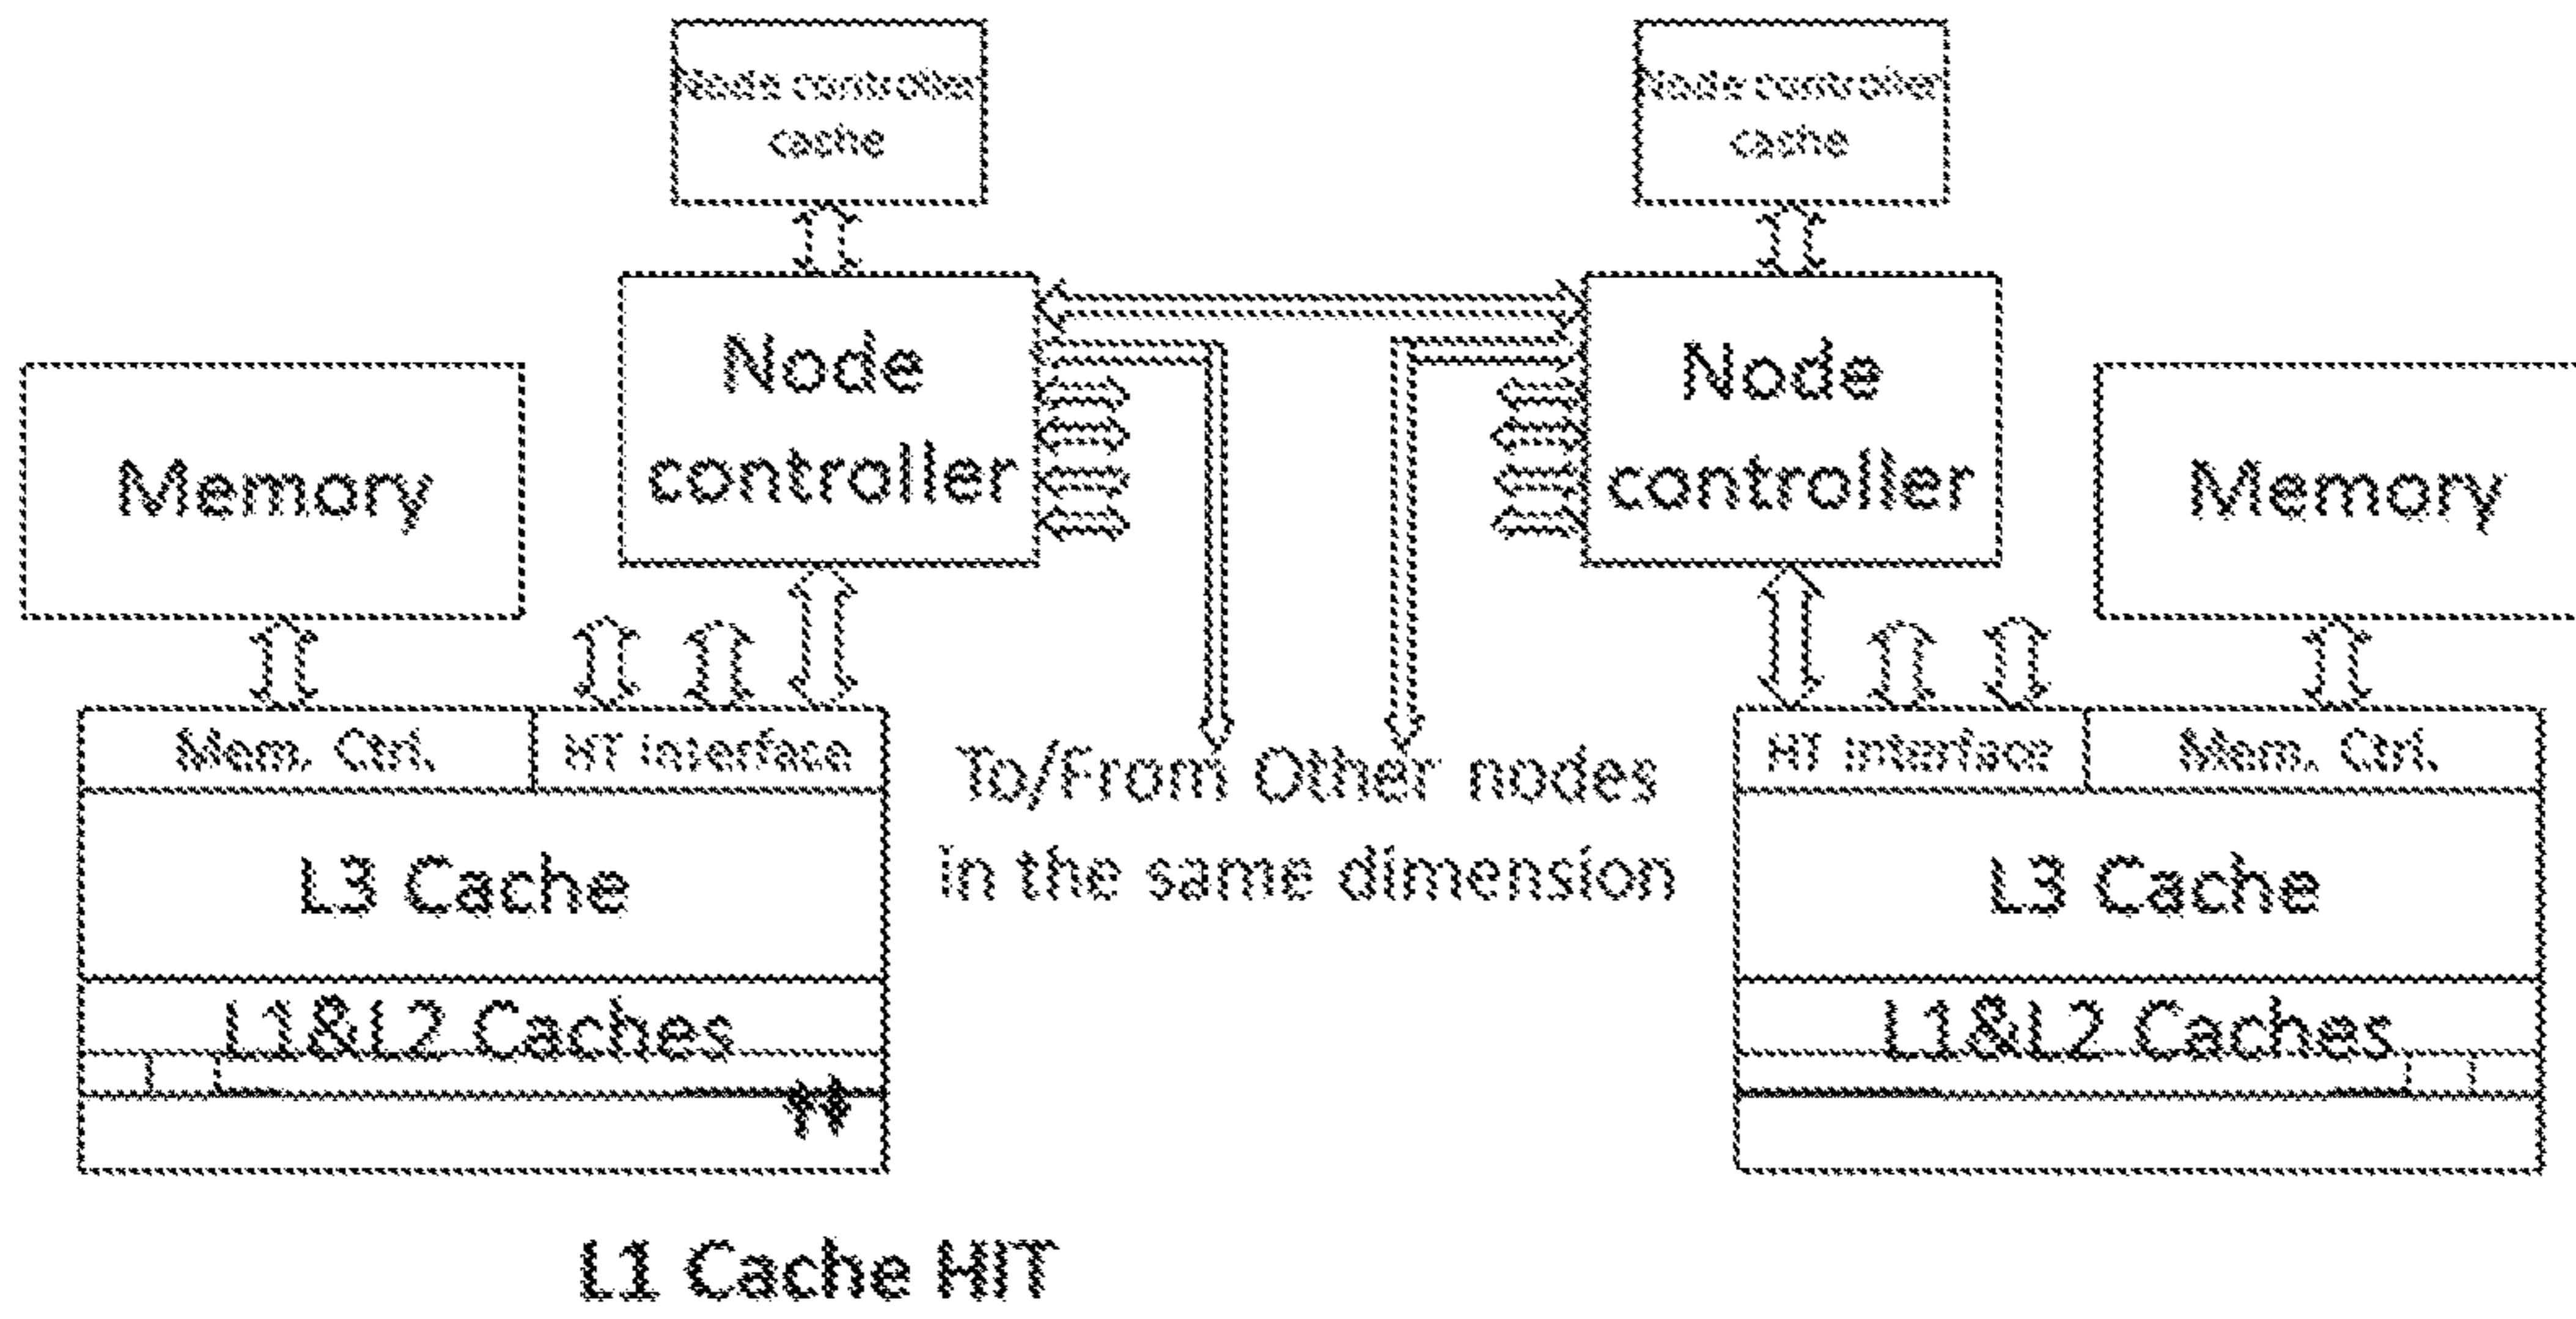 Node controller
cache
Node controller
cache
Node
controller
Node
controller
Memory
Memory
Mem. Ctrl.
HT interface
HT interface
Mem. Ctrl.
To/From Other nodes
in the same dimension
L3 Cache
L3 Cache
L1&L2 Caches
L1&L2 Caches
L1 Cache HIT